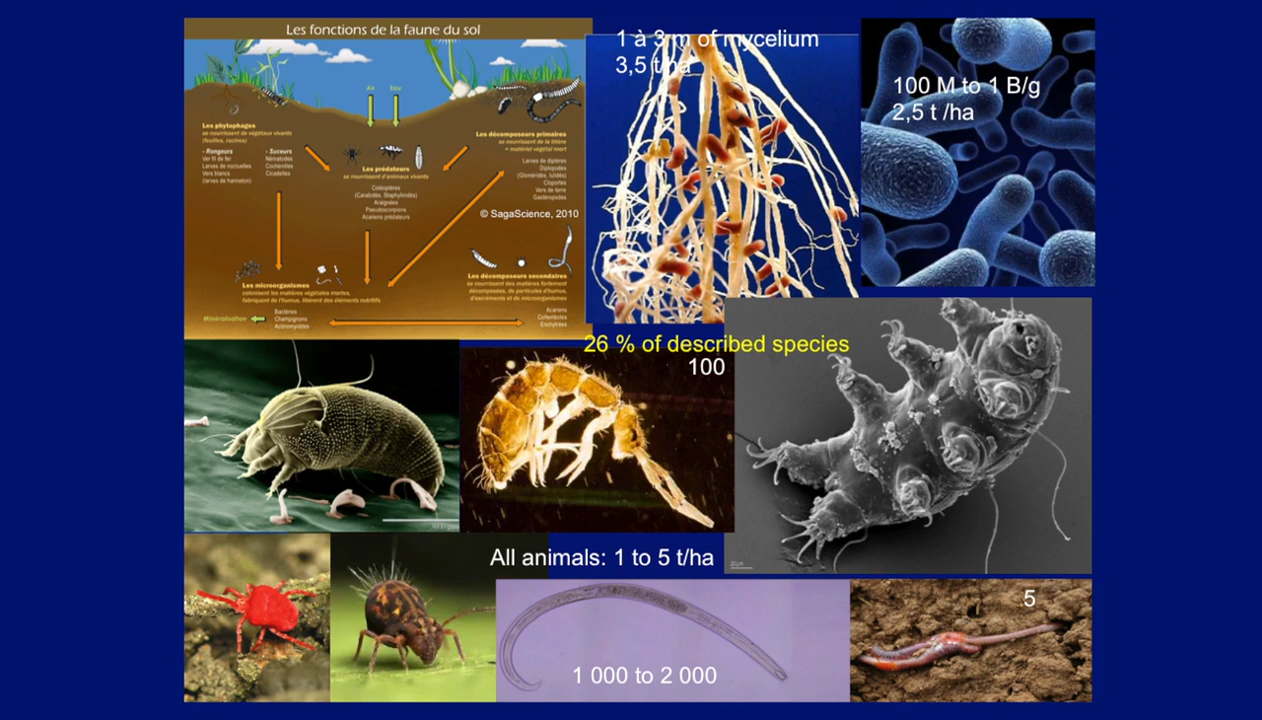 Les fonctions de la faune du sol
Air
Eau
Les phytophages
se nourrissent de végétaux vivants
(feuilles, racines)
- Rongeurs
Ver fil de fer
Larves de noctuelles
Vers blancs
(larves de hanneton)
- Suceurs
Nématodes
Cochenilles
Cicadelles
Les prédateurs
se nourrissent d'animaux vivants
Coléoptères
(Carabidés, Staphylinidés)
Araignées
Pseudoscorpions
Acariens prédateurs
Les décomposeurs primaires
se nourrissent de la litière
= matériel végétal mort
Larves de diptères
Diplopodes
(Gloméridés, iulidés)
Cloportes
Vers de terre
Gastéropodes
© SagaScience, 2010
Les microorganismes
colonisent les matières végétales mortes,
fabriquent de l'humus, libèrent des éléments nutritifs
Minéralisation
Bactéries
Champignons
Actinomycètes
Les décomposeurs secondaires
se nourrissent des matières fortement
décomposées, de particules d'humus,
d'excréments et de microorganismes
Acariens
Collemboles
Enchytrées
1 à 3 m of mycelium
3,5 t/ha
100 M to 1 B/g
2,5 t /ha
26 % of described species
100
All animals: 1 to 5 t/ha
1 000 to 2 000
5